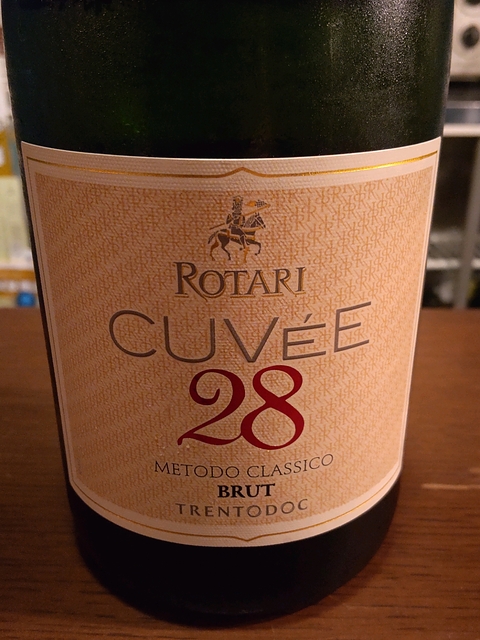 ROTARI
CUVÉE
28
METODO CLASSICO
BRUT
TRENTODOC